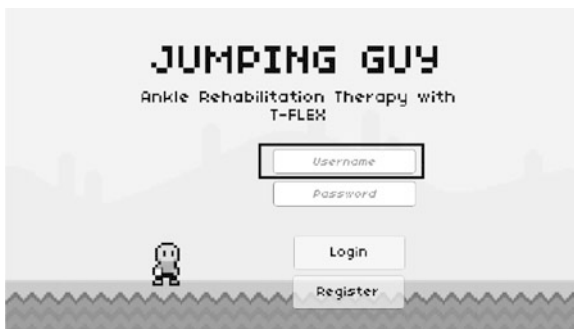 JUMPING GUY
Ankle Rehabilitation Therapy with
T-FLEX
Username
Password
Login
Register